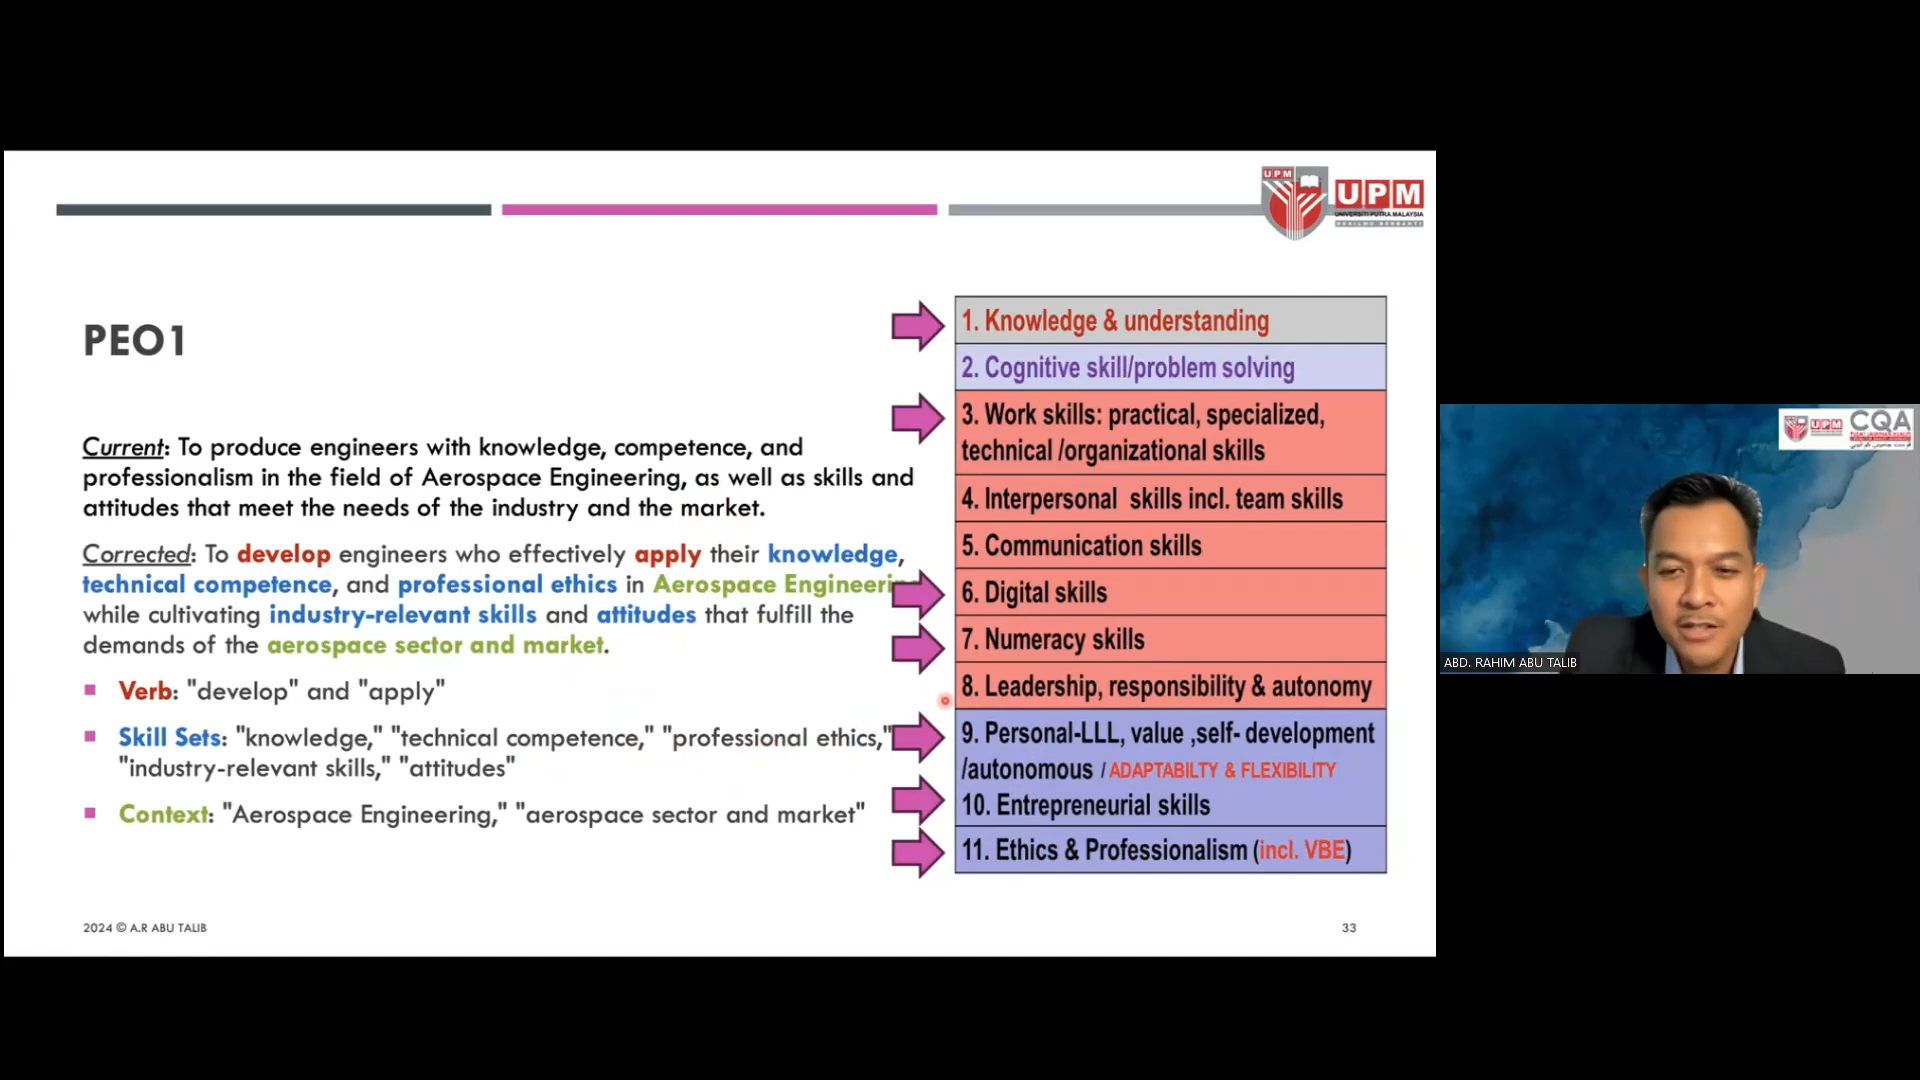 UPM
UPM
UNIVERSITI PUTRA MALAYSIA
BERILMU BERBAKTI
PEO1
Current: To produce engineers with knowledge, competence, and
professionalism in the field of Aerospace Engineering, as well as skills and
attitudes that meet the needs of the industry and the market.
Corrected: To develop engineers who effectively apply their knowledge,
technical competence, and professional ethics in Aerospace Engineerin
while cultivating industry-relevant skills and attitudes that fulfill the
demands of the aerospace sector and market.
Verb: "develop" and "apply"
Skill Sets: "knowledge," "technical competence," "professional ethics,"
"industry-relevant skills," "attitudes"
Context: "Aerospace Engineering," "aerospace sector and market"
1. Knowledge & understanding
2. Cognitive skill/problem solving
3. Work skills: practical, specialized,
technical /organizational skills
4. Interpersonal skills incl. team skills
5. Communication skills
6. Digital skills
7. Numeracy skills
8. Leadership, responsibility & autonomy
9. Personal-LLL, value ,self- development
/autonomous / ADAPTABILTY & FLEXIBILITY
10. Entrepreneurial skills
11. Ethics & Professionalism (incl. VBE)
2024 © A.R ABU TALIB
33
UPM
CQA
ABD. RAHIM ABU TALIB